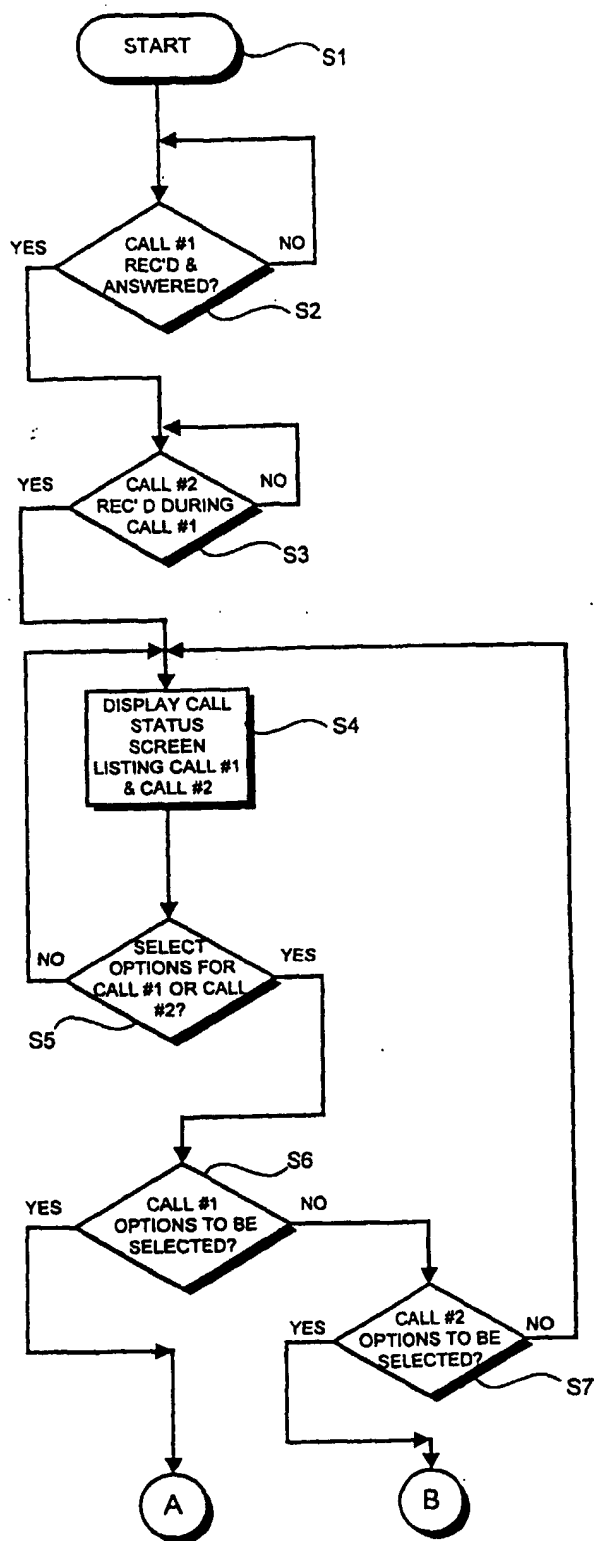 START
S1
YES
CALL #1
REC'D &
ANSWERED?
NO
S2
YES
CALL #2
REC' D DURING
CALL #1
NO
S3
DISPLAY CALL
STATUS
SCREEN
LISTING CALL #1
& CALL #2
S4
NO
SELECT
OPTIONS FOR
CALL #1 OR CALL
#2?
YES
S5
S6
YES
CALL #1
OPTIONS TO BE
SELECTED?
NO
YES
CALL #2
OPTIONS TO BE
SELECTED?
NO
S7
A
B